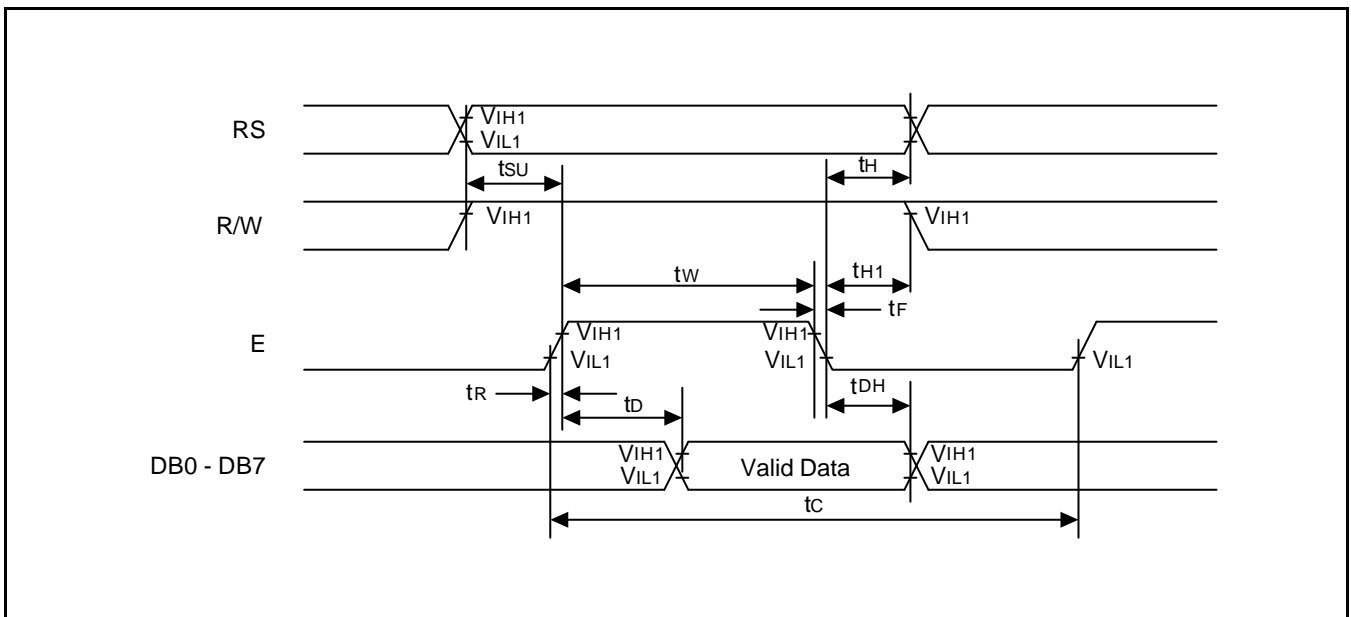 RS
VIH1
VIL1
tSU
tH
R/W
VIH1
VIH1
tW
tH1
tF
E
VIH1
VIH1
VIL1
VIL1
VIL1
tR
tD
tDH
DB0 - DB7
VIH1
VIL1
Valid Data
VIH1
VIL1
tC